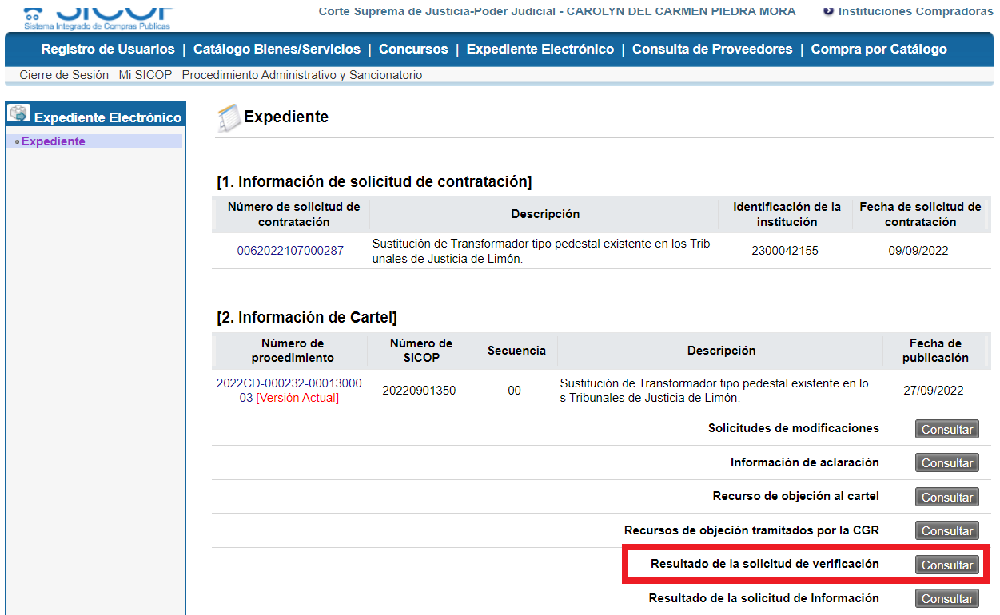 SICOP
Sistema Integrado de Compras Publicas
Corte Suprema de Justicia-Poder Judicial - CAROLYN DEL CARMEN PIEDRA MORA
Instituciones Compradoras
Registro de Usuarios | Catálogo Bienes/Servicios | Concursos | Expediente Electrónico | Consulta de Proveedores | Compra por Catálogo
Cierre de Sesión Mi SICOP Procedimiento Administrativo y Sancionatorio
Expediente Electrónico
Expediente
Expediente
[1. Información de solicitud de contratación]
Número de solicitud de contratación
Descripción
Identificación de la institución
Fecha de solicitud de contratación
0062022107000287
Sustitución de Transformador tipo pedestal existente en los Trib
unales de Justicia de Limón.
2300042155
09/09/2022
[2. Información de Cartel]
Número de procedimiento
Número de SICOP
Secuencia
Descripción
Fecha de publicación
2022CD-000232-00013000
03 [Versión Actual]
20220901350
00
Sustitución de Transformador tipo pedestal existente en lo
s Tribunales de Justicia de Limón.
27/09/2022
Solicitudes de modificaciones Consultar
Información de aclaración Consultar
Recurso de objeción al cartel Consultar
Recursos de objeción tramitados por la CGR Consultar
Resultado de la solicitud de verificación Consultar
Resultado de la solicitud de Información Consultar